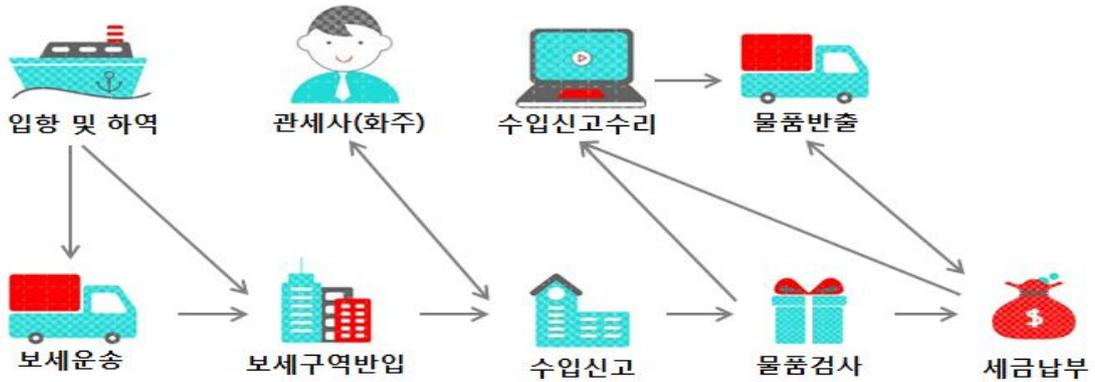 입항 및 하역
관세사(화주)
수입신고수리
물품반출
보세운송
보세구역반입
수입신고
물품검사
세금납부
$